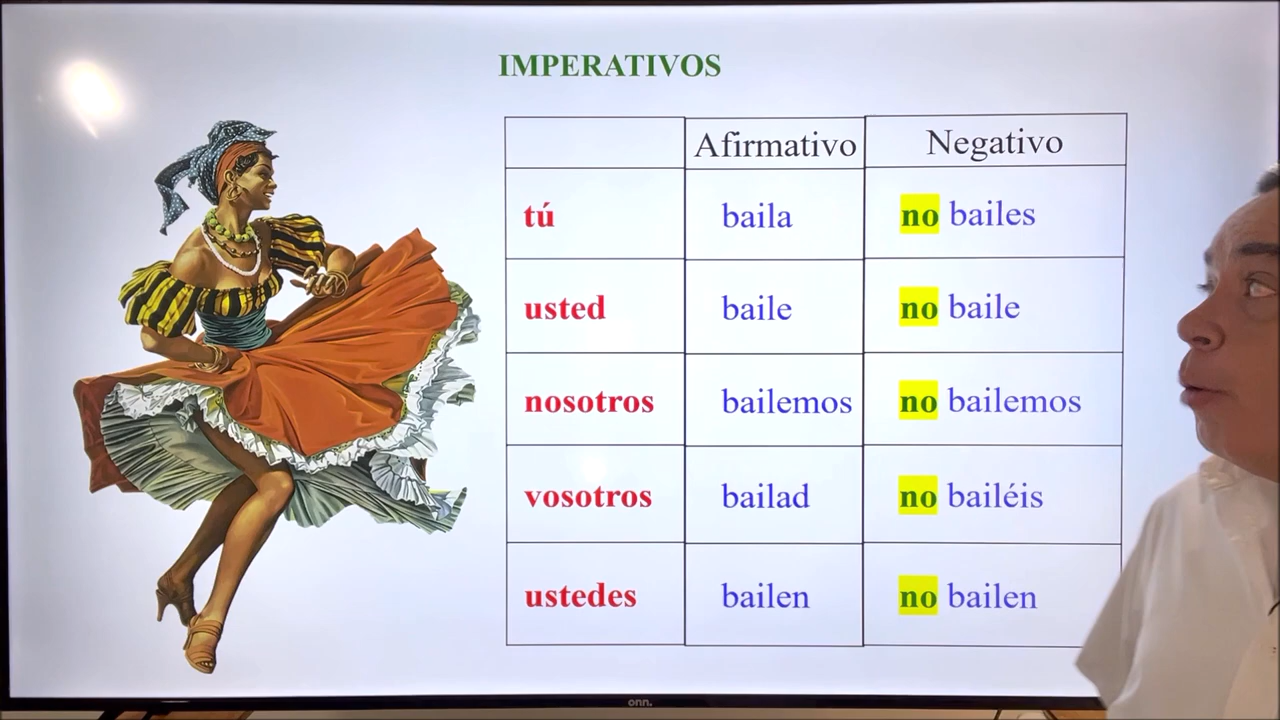 IMPERATIVOS
Afirmativo Negativo
tú baila no bailes
usted baile no baile
nosotros bailemos no bailemos
vosotros bailad no bailéis
ustedes bailen no bailen
onn.